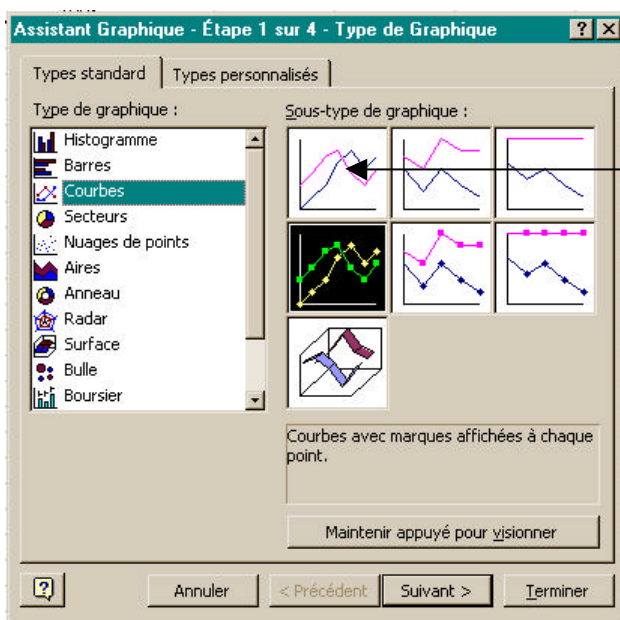 Assistant Graphique - Étape 1 sur 4 - Type de Graphique
Types standard
Types personnalisés
Type de graphique :
Histogramme
Barres
Courbes
Secteurs
Nuages de points
Aires
Anneau
Radar
Surface
Bulle
Boursier
Sous-type de graphique :
Courbes avec marques affichées à chaque
point.
Maintenir appuyé pour visionner
Annuler
< Précédent
Suivant >
Terminer